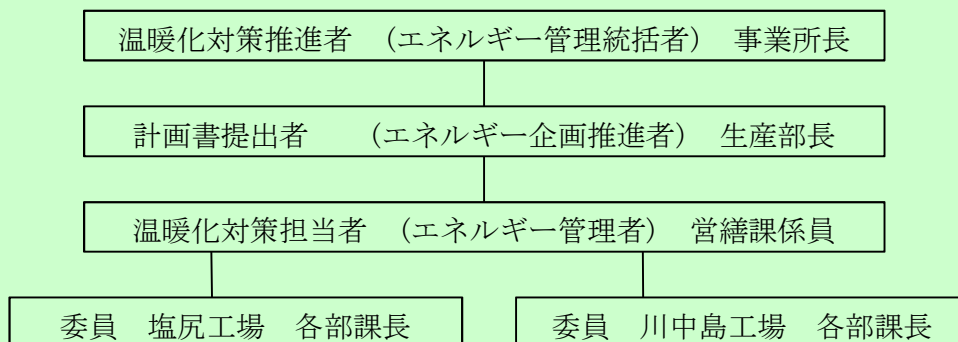 温暖化対策推進者 （エネルギー管理統括者） 事業所長
計画書提出者 （エネルギー企画推進者） 生産部長
温暖化対策担当者 （エネルギー管理者） 営繕課係員
委員 塩尻工場 各部課長
委員 川中島工場 各部課長